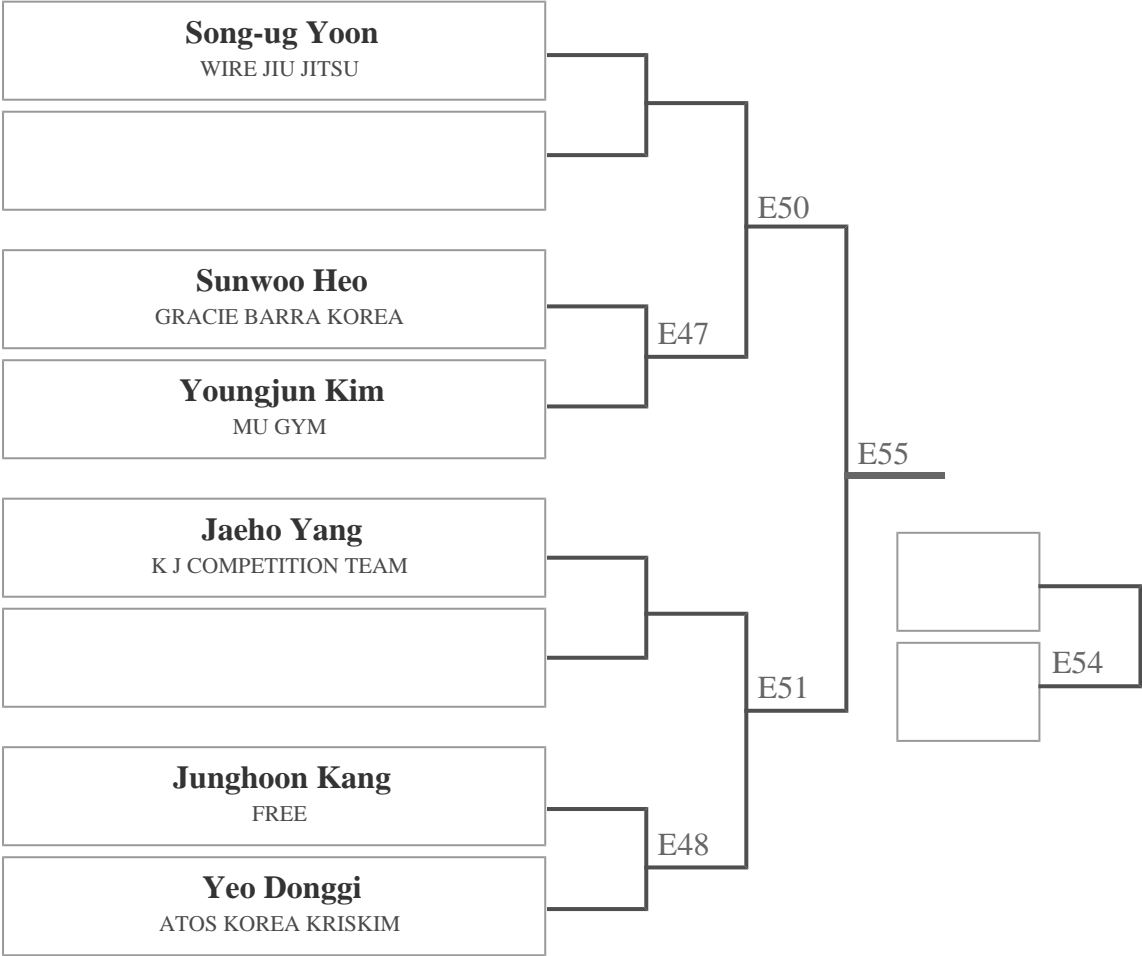 Song-ug Yoon
WIRE JIU JITSU
E50
Sunwoo Heo
GRACIE BARRA KOREA
E47
Youngjun Kim
MU GYM
E55
Jaeho Yang
K J COMPETITION TEAM
E54
E51
Junghoon Kang
FREE
E48
Yeo Donggi
ATOS KOREA KRISKIM